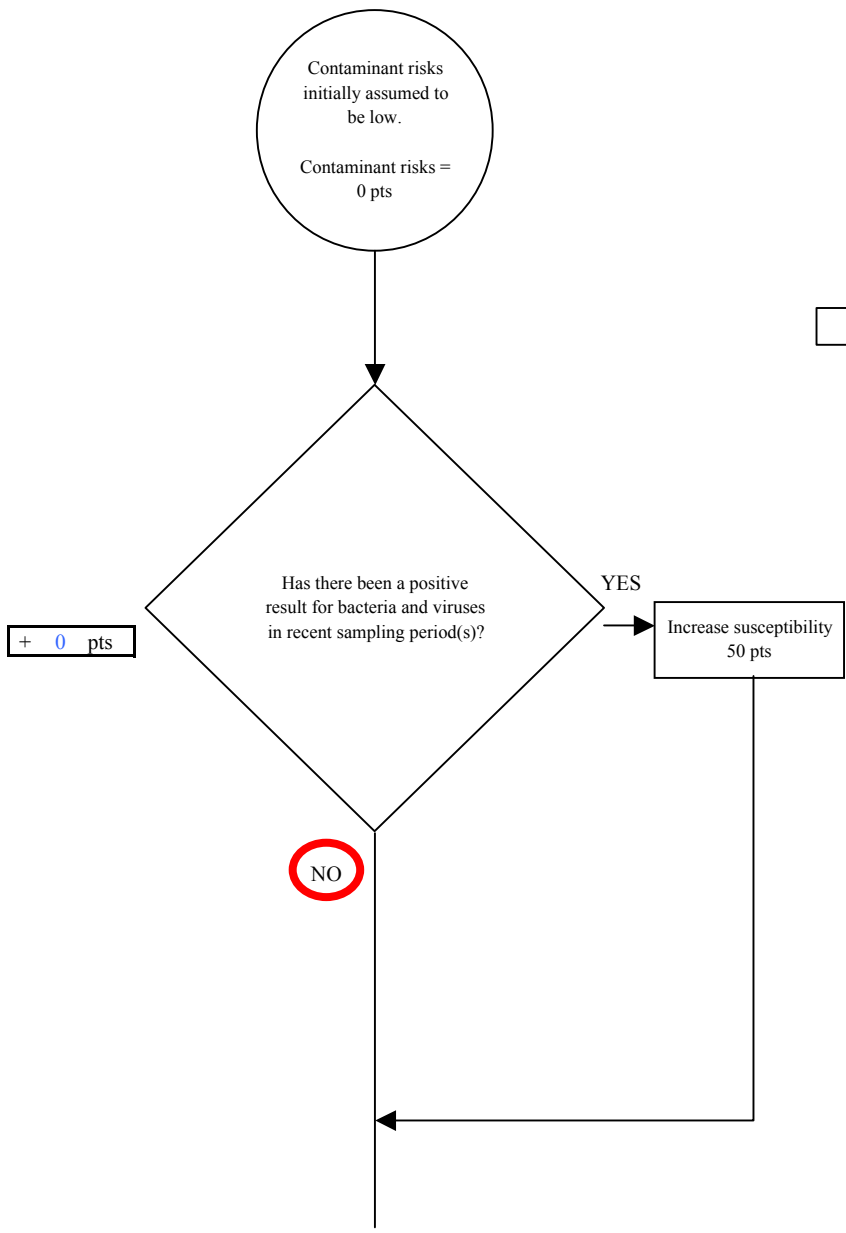 Contaminant risks
initially assumed to
be low.
Contaminant risks =
0 pts
Has there been a positive
result for bacteria and viruses
in recent sampling period(s)?
YES
+ 0 pts
Increase susceptibility
50 pts
NO